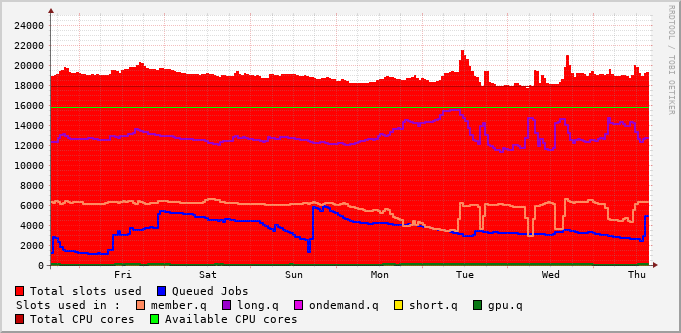 RRDTOOL / TOBI OETIKER
24000
22000
20000
18000
16000
14000
12000
10000
8000
6000
4000
2000
0
Fri Sat Sun Mon Tue Wed Thu
Total slots used Queued Jobs
Slots used in : member.q long.q ondemand.q short.q gpu.q
Total CPU cores Available CPU cores